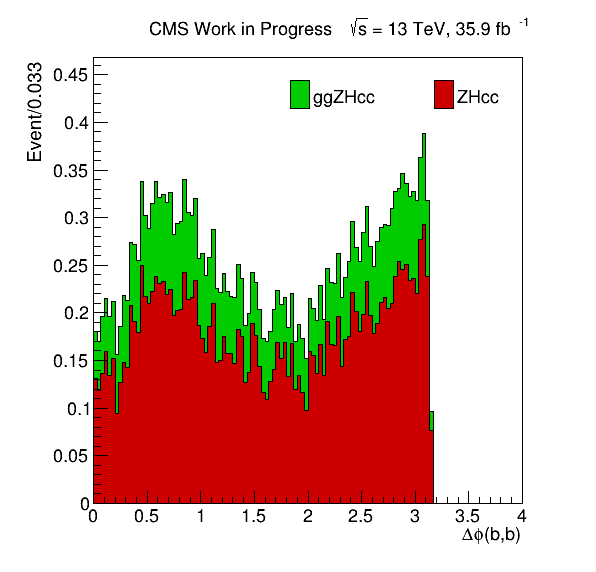 CMS Work in Progress √s = 13 TeV, 35.9 fb⁻¹
Event/0.033
ggZHcc ZHcc
0.45
0.4
0.35
0.3
0.25
0.2
0.15
0.1
0.05
0
0 0.5 1 1.5 2 2.5 3 3.5 4
Δϕ(b,b)